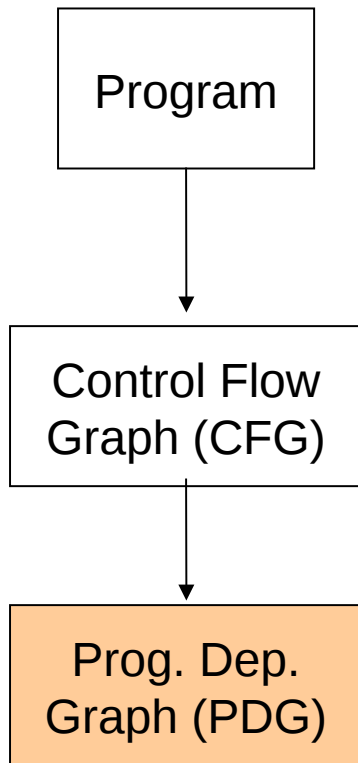 Program
Control Flow
Graph (CFG)
Prog. Dep.
Graph (PDG)